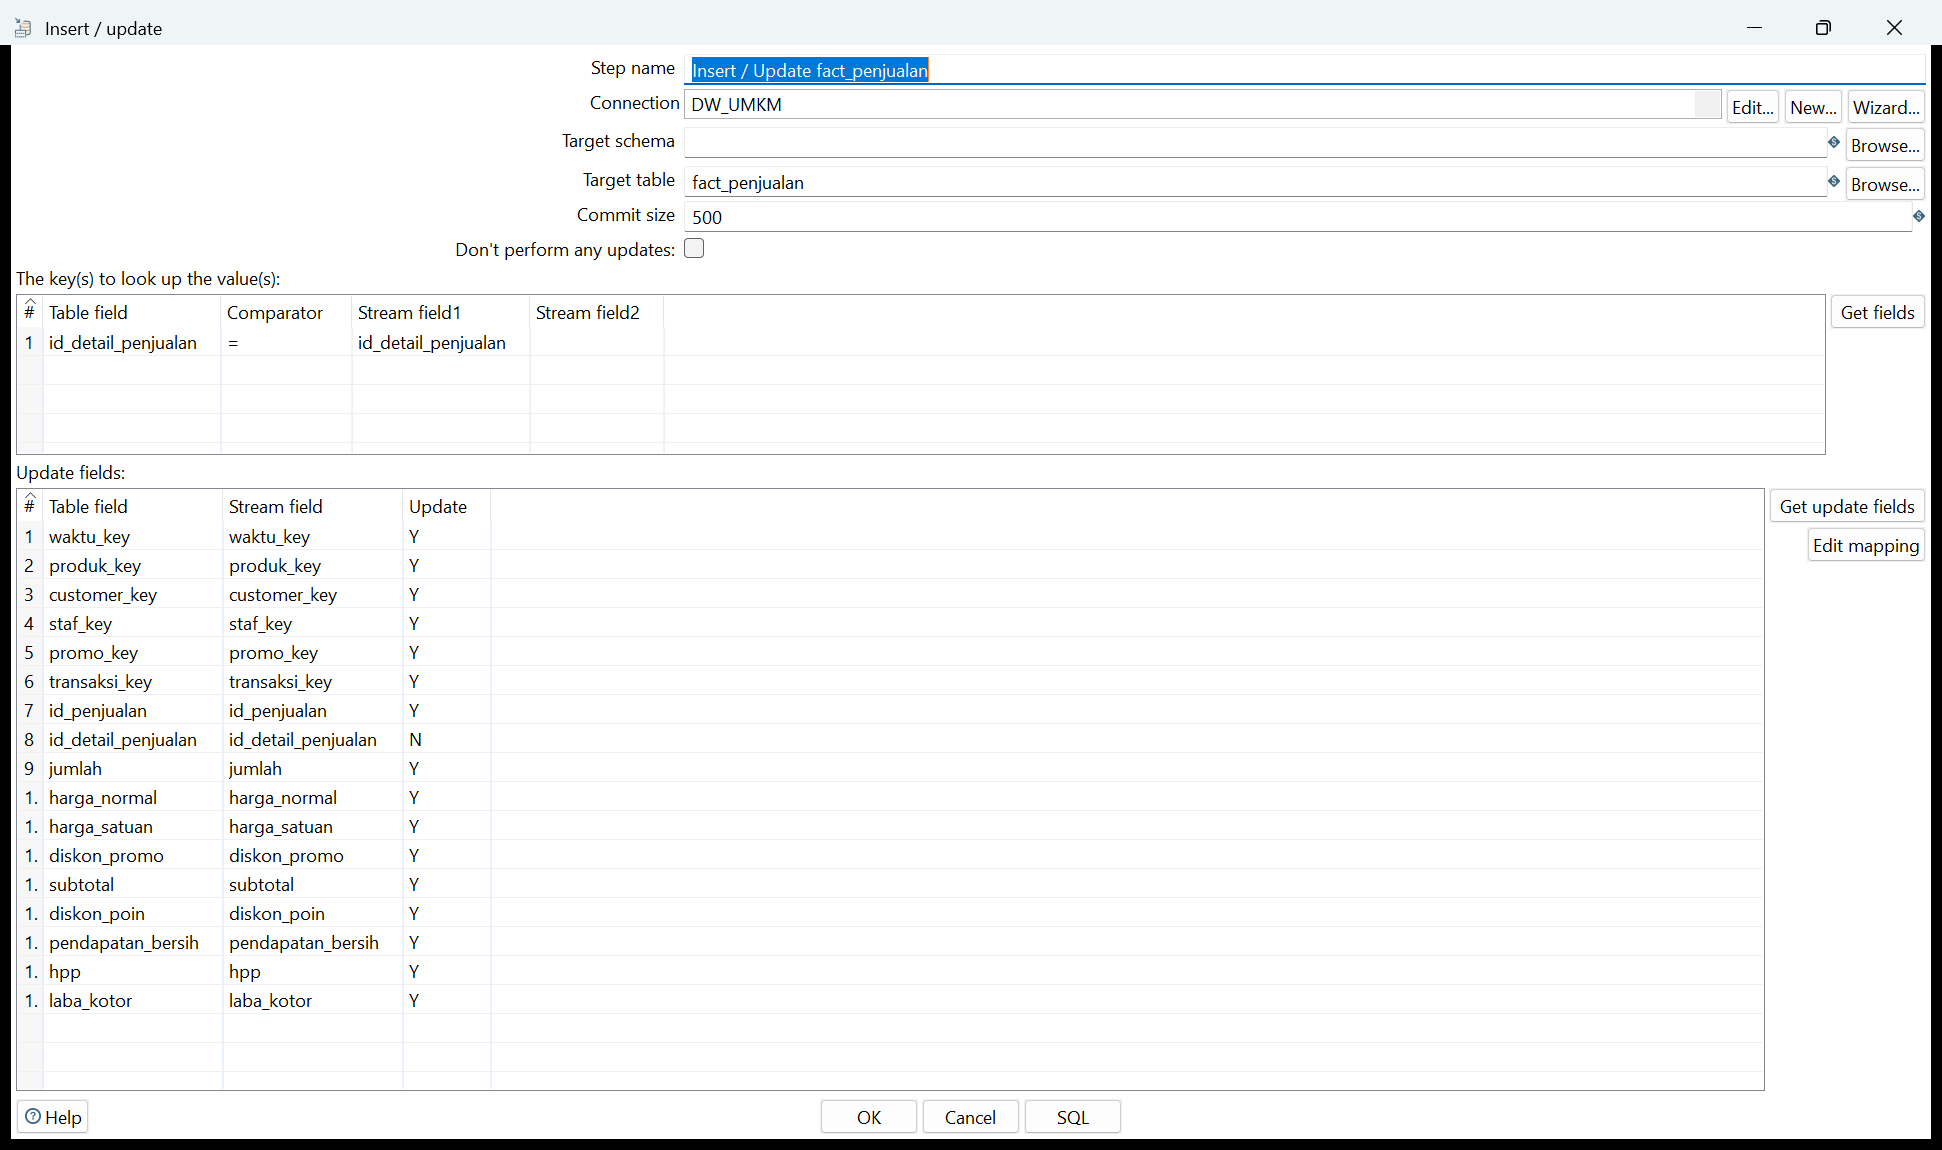 Insert / update
Step name Insert / Update fact_penjualan
Connection DW_UMKM Edit... New... Wizard...
Target schema Browse...
Target table fact_penjualan Browse...
Commit size 500
Don't perform any updates:
The key(s) to look up the value(s):
# Table field Comparator Stream field1 Stream field2 Get fields
1 id_detail_penjualan = id_detail_penjualan
Update fields:
# Table field Stream field Update Get update fields
1 waktu_key waktu_key Y
Edit mapping
2 produk_key produk_key Y
3 customer_key customer_key Y
4 staf_key staf_key Y
5 promo_key promo_key Y
6 transaksi_key transaksi_key Y
7 id_penjualan id_penjualan Y
8 id_detail_penjualan id_detail_penjualan N
9 jumlah jumlah Y
1. harga_normal harga_normal Y
1. harga_satuan harga_satuan Y
1. diskon_promo diskon_promo Y
1. subtotal subtotal Y
1. diskon_poin diskon_poin Y
1. pendapatan_bersih pendapatan_bersih Y
1. hpp hpp Y
1. laba_kotor laba_kotor Y
Help OK Cancel SQL